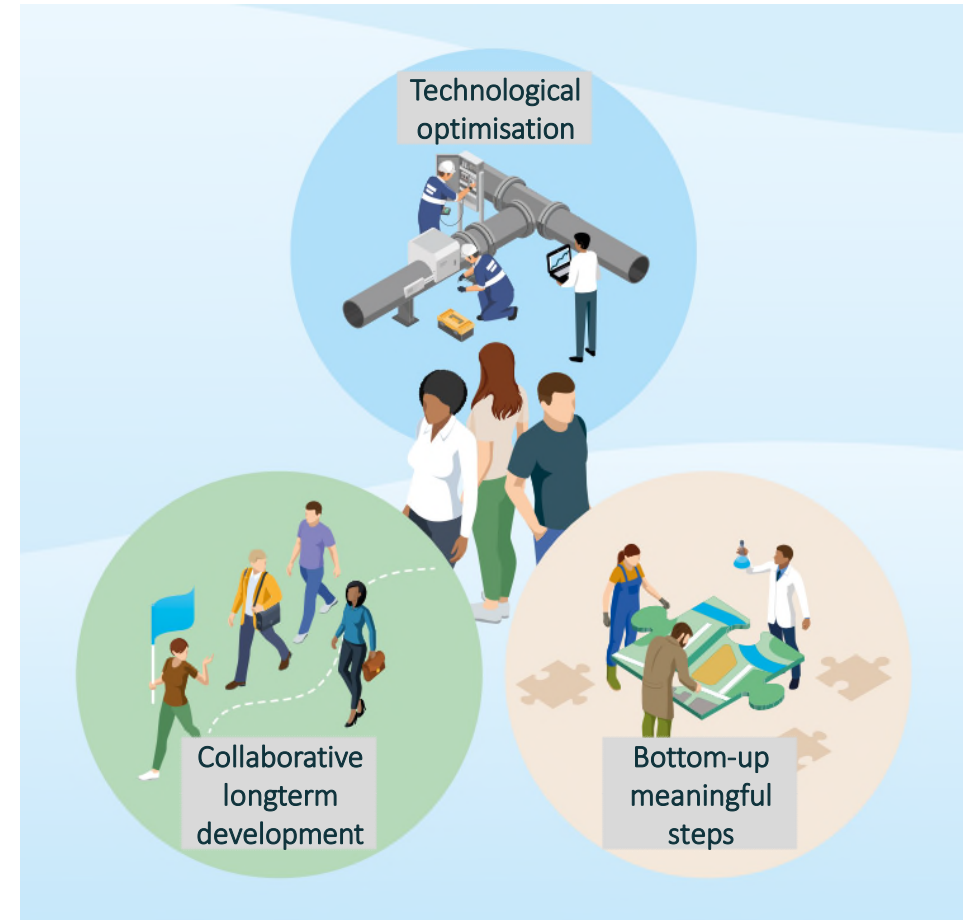 Technological
optimisation
Collaborative
longterm
development
Bottom-up
meaningful
steps